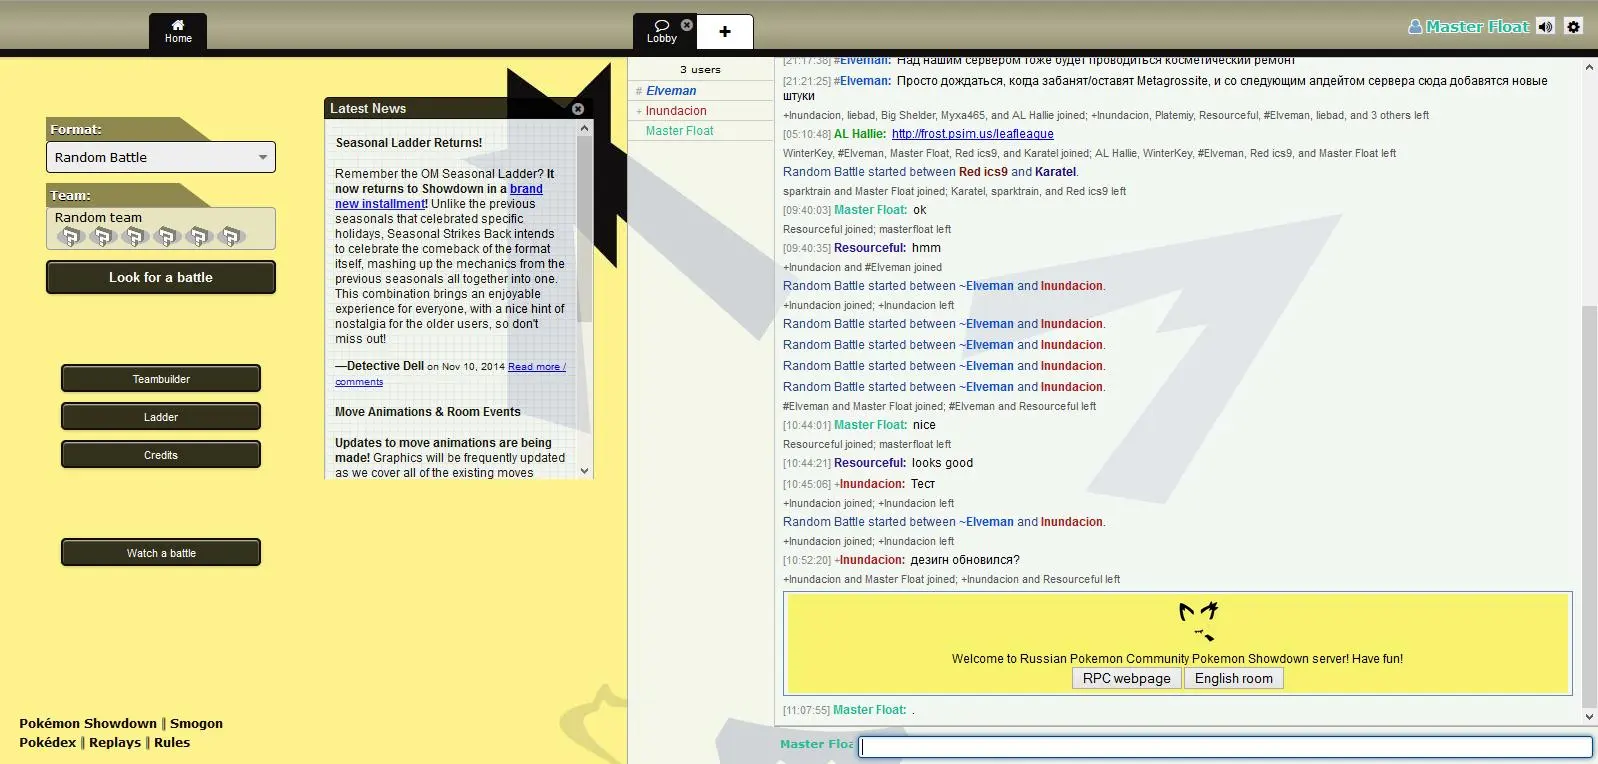 Home
Lobby
+
Master Float
Format:
Random Battle
Team:
Random team
Look for a battle
Teambuilder
Ladder
Credits
Watch a battle
Pokémon Showdown | Smogon
Pokédex | Replays | Rules
Latest News
Seasonal Ladder Returns!
Remember the OM Seasonal Ladder? It
now returns to Showdown in a brand
new installment! Unlike the previous
seasonals that celebrated specific
holidays, Seasonal Strikes Back intends
to celebrate the comeback of the format
itself, mashing up the mechanics from the
previous seasonals all together into one.
This combination brings an enjoyable
experience for everyone, with a nice hint of
nostalgia for the older users, so don't
miss out!
—Detective Dell on Nov 10, 2014 Read more /
comments
Move Animations & Room Events
Updates to move animations are being
made! Graphics will be frequently updated
as we cover all of the existing moves
3 users
# Elveman
+ Inundacion
Master Float
[21:17:38] #Elveman: Над нашим сервером тоже будет проводиться косметический ремонт
[21:21:25] #Elveman: Просто дождаться, когда забанят/оставят Metagrossite, и со следующим апдейтом сервера сюда добавятся новые
штуки
+Inundacion, liebad, Big Shelder, Myxa465, and AL Hallie joined; +Inundacion, Platemiy, Resourceful, #Elveman, liebad, and 3 others left
[05:10:48] AL Hallie: http://frost.psim.us/leafleague
WinterKey, #Elveman, Master Float, Red ics9, and Karatel joined; AL Hallie, WinterKey, #Elveman, Red ics9, and Master Float left
Random Battle started between Red ics9 and Karatel.
sparktrain and Master Float joined; Karatel, sparktrain, and Red ics9 left
[09:40:03] Master Float: ok
Resourceful joined; masterfloat left
[09:40:35] Resourceful: hmm
+Inundacion and #Elveman joined
Random Battle started between ~Elveman and Inundacion.
+Inundacion joined; +Inundacion left
Random Battle started between ~Elveman and Inundacion.
Random Battle started between ~Elveman and Inundacion.
Random Battle started between ~Elveman and Inundacion.
Random Battle started between ~Elveman and Inundacion.
#Elveman and Master Float joined; #Elveman and Resourceful left
[10:44:01] Master Float: nice
Resourceful joined; masterfloat left
[10:44:21] Resourceful: looks good
[10:45:06] +Inundacion: Тест
+Inundacion joined; +Inundacion left
Random Battle started between ~Elveman and Inundacion.
+Inundacion joined; +Inundacion left
[10:52:20] +Inundacion: дезигн обновился?
+Inundacion and Master Float joined; +Inundacion and Resourceful left
Welcome to Russian Pokemon Community Pokemon Showdown server! Have fun!
RPC webpage English room
[11:07:55] Master Float: .
Master Floa